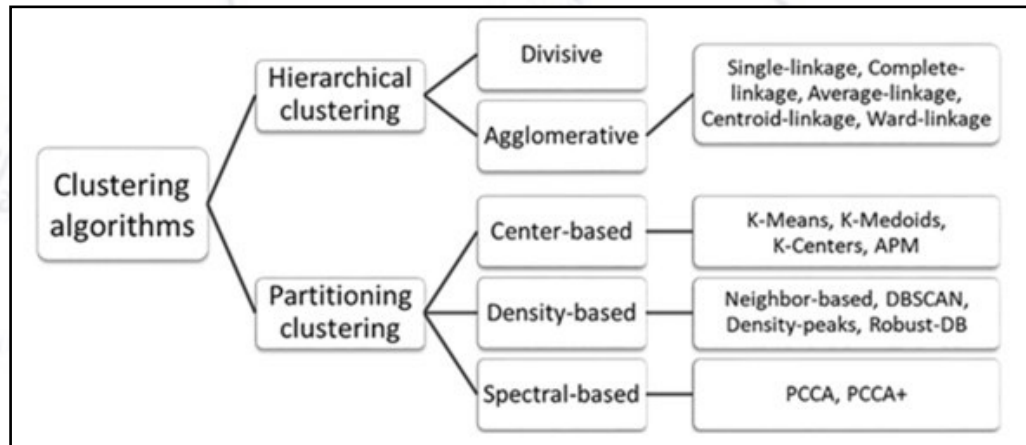 Clustering
algorithms
Hierarchical
clustering
Divisive
Agglomerative
Single-linkage, Complete-
linkage, Average-linkage,
Centroid-linkage, Ward-linkage
Partitioning
clustering
Center-based
K-Means, K-Medoids,
K-Centers, APM
Density-based
Neighbor-based, DBSCAN,
Density-peaks, Robust-DB
Spectral-based
PCCA, PCCA+